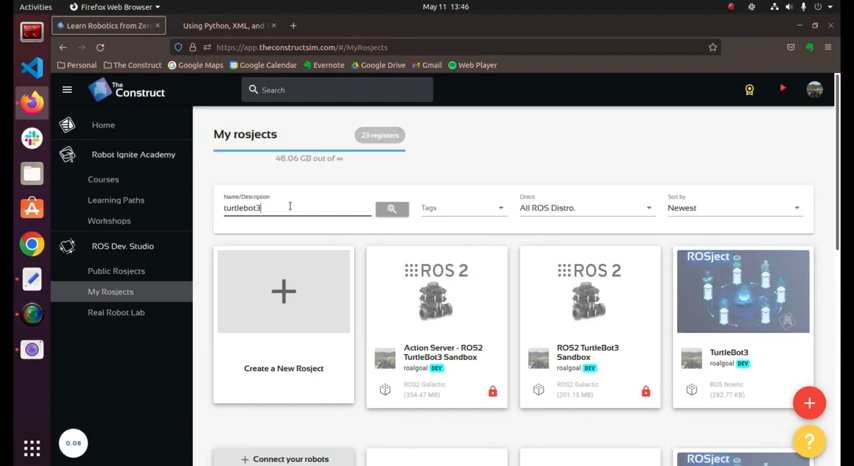 Activities
Firefox Web Browser
May 11 13:46
Learn Robotics from Zer
Using Python, XML, and
https://app.theconstructsim.com/#/MyRosjects
Personal
The Construct
Google Maps
Google Calendar
Evernote
Google Drive
Gmail
Web Player
The Construct
Search
My rosjects
23 registers
48.06 GB out of ∞
Home
Robot Ignite Academy
Courses
Learning Paths
Workshops
ROS Dev. Studio
Public Rosjects
My Rosjects
Real Robot Lab
Name/Description
turtlebot3
Tags
Distros
All ROS Distro.
Sort by
Newest
+
Create a New Rosject
ROS 2
Action Server - ROS2
TurtleBot3 Sandbox
roalgoal DEV
ROS2 Galactic
(354.47 MB)
ROS 2
ROS2 TurtleBot3
Sandbox
roalgoal DEV
ROS2 Galactic
(301.15 MB)
ROSject
TurtleBot3
roalgoal DEV
ROS Noetic
(282.77 KB)
+ Connect your robots
ROSject
+
?
0:08